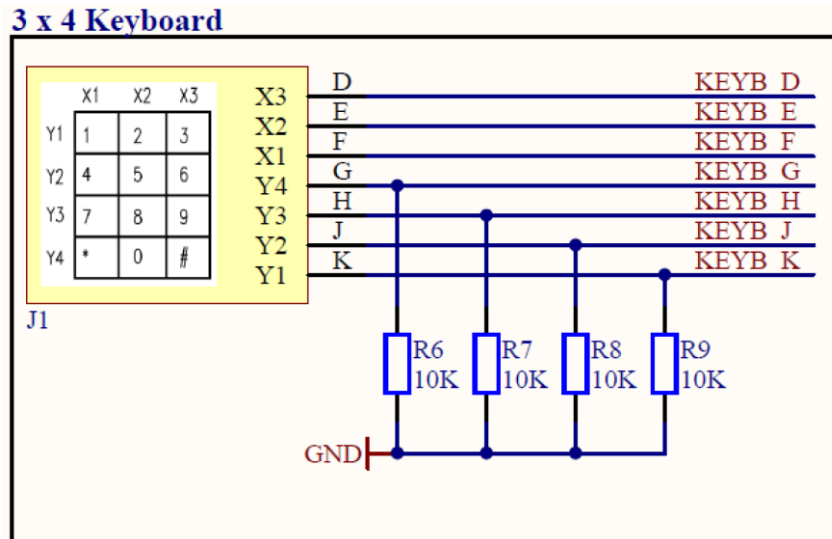 3 x 4 Keyboard
X1 X2 X3
Y1 1 2 3
Y2 4 5 6
Y3 7 8 9
Y4 * 0 #
X3 D KEYB D
X2 E KEYB E
X1 F KEYB F
Y4 G KEYB G
Y3 H KEYB H
Y2 J KEYB J
Y1 K KEYB K
J1
R6 R7 R8 R9
10K 10K 10K 10K
GND